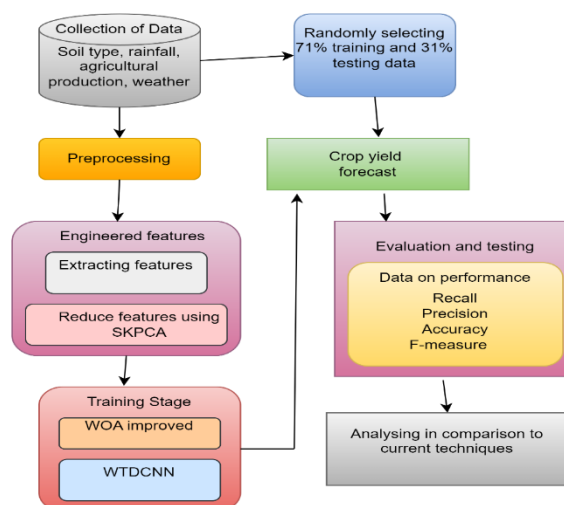 Collection of Data
Soil type, rainfall,
agricultural
production, weather
Randomly selecting
71% training and 31%
testing data
Preprocessing
Crop yield
forecast
Engineered features
Extracting features
Reduce features using
SKPCA
Evaluation and testing
Data on performance
Recall
Precision
Accuracy
F-measure
Training Stage
WOA improved
WTDCNN
Analysing in comparison to
current techniques